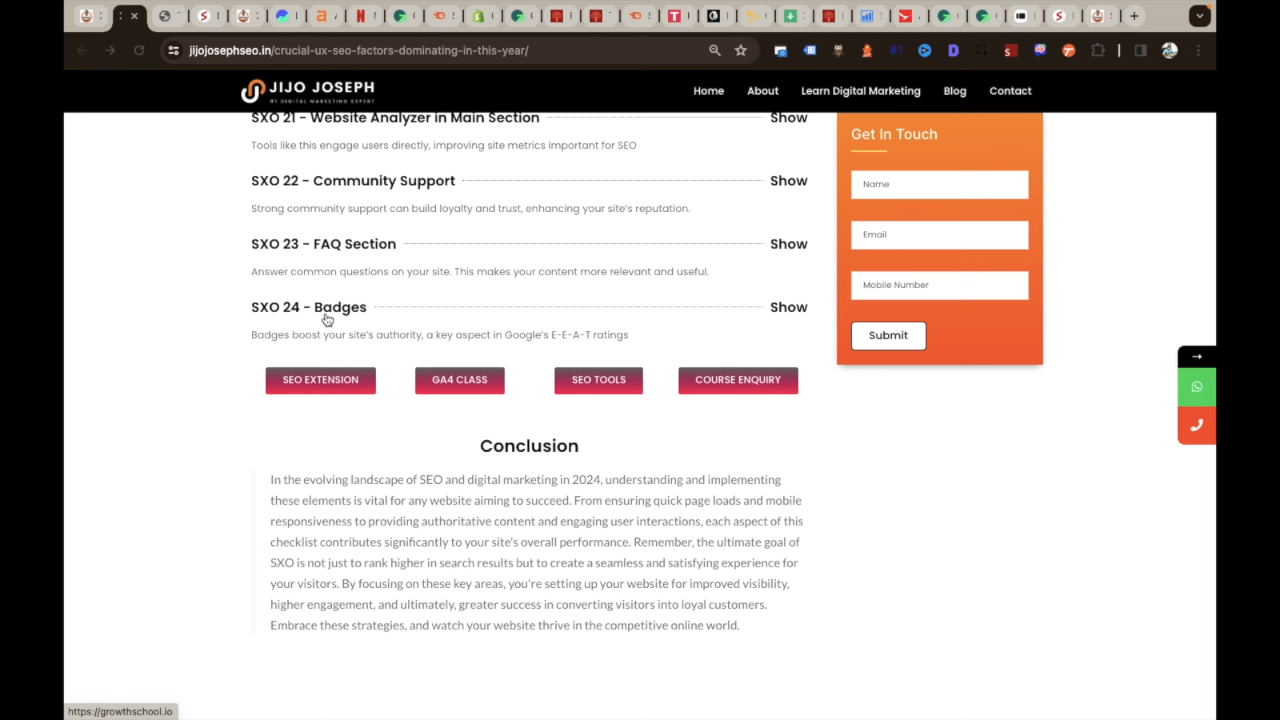 jijojosephseo.in/crucial-ux-seo-factors-dominating-in-this-year/
JIJO JOSEPH
#1 DIGITAL MARKETING EXPERT
Home About Learn Digital Marketing Blog Contact
SXO 21 - Website Analyzer in Main Section Show
Tools like this engage users directly, improving site metrics important for SEO
SXO 22 - Community Support Show
Strong community support can build loyalty and trust, enhancing your site's reputation.
SXO 23 - FAQ Section Show
Answer common questions on your site. This makes your content more relevant and useful.
SXO 24 - Badges Show
Badges boost your site's authority, a key aspect in Google's E-E-A-T ratings
SEO EXTENSION GA4 CLASS SEO TOOLS COURSE ENQUIRY
Get In Touch
Name
Email
Mobile Number
Submit
Conclusion
In the evolving landscape of SEO and digital marketing in 2024, understanding and implementing
these elements is vital for any website aiming to succeed. From ensuring quick page loads and mobile
responsiveness to providing authoritative content and engaging user interactions, each aspect of this
checklist contributes significantly to your site's overall performance. Remember, the ultimate goal of
SXO is not just to rank higher in search results but to create a seamless and satisfying experience for
your visitors. By focusing on these key areas, you're setting up your website for improved visibility,
higher engagement, and ultimately, greater success in converting visitors into loyal customers.
Embrace these strategies, and watch your website thrive in the competitive online world.
https://growthschool.io